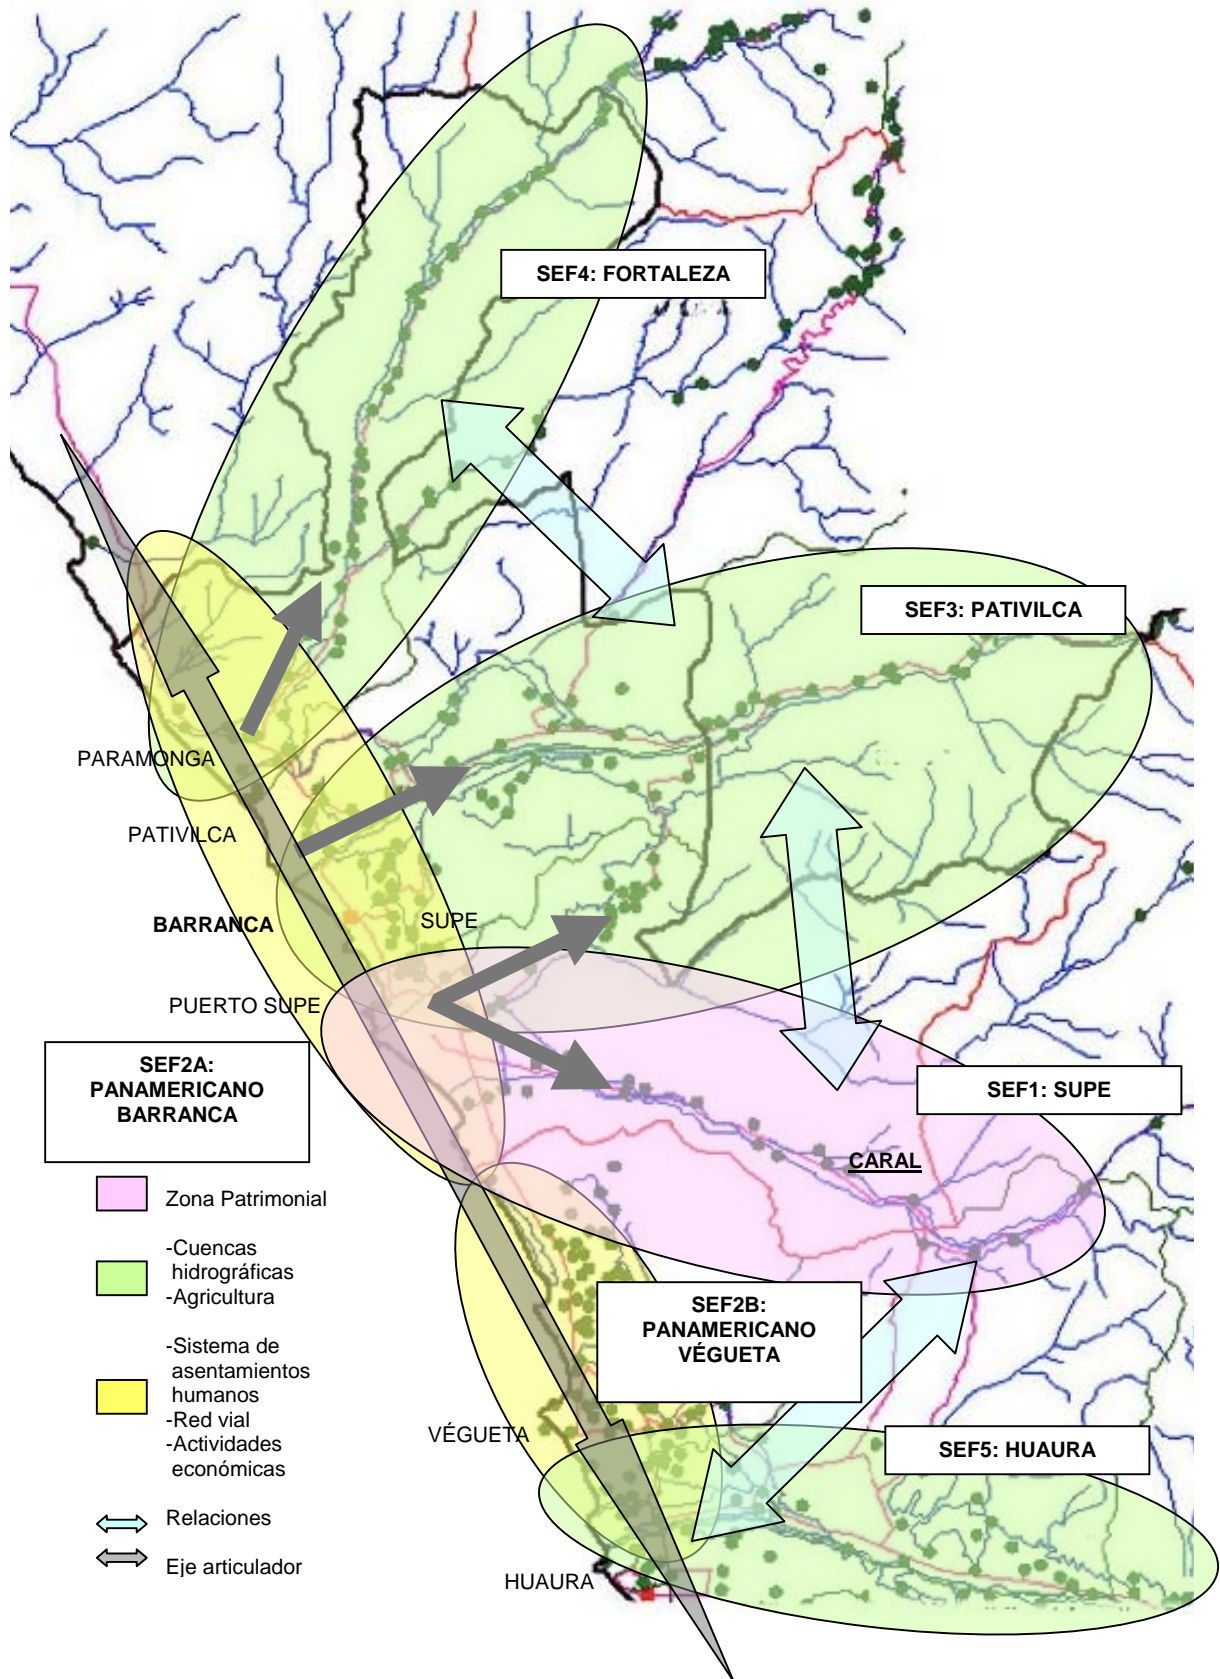 SEF4: FORTALEZA
SEF3: PATIVILCA
PARAMONGA
PATIVILCA
BARRANCA
SUPE
PUERTO SUPE
SEF2A:
PANAMERICANO
BARRANCA
SEF1: SUPE
CARAL
Zona Patrimonial
-Cuencas
hidrográficas
-Agricultura
SEF2B:
PANAMERICANO
VÉGUETA
-Sistema de
asentamientos
humanos
-Red vial
-Actividades
económicas
VÉGUETA
SEF5: HUAURA
Relaciones
Eje articulador
HUAURA